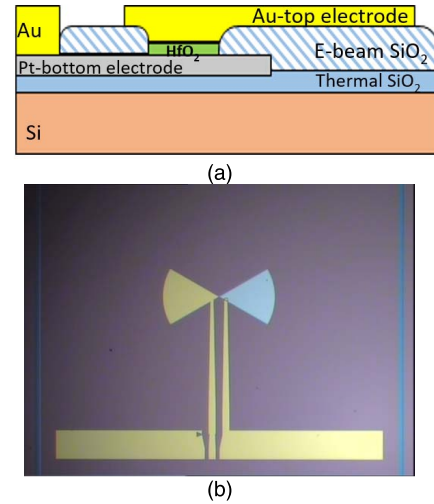 Au
Au-top electrode
HfO2
E-beam SiO2
Pt-bottom electrode
Thermal SiO2
Si
(a)
(b)